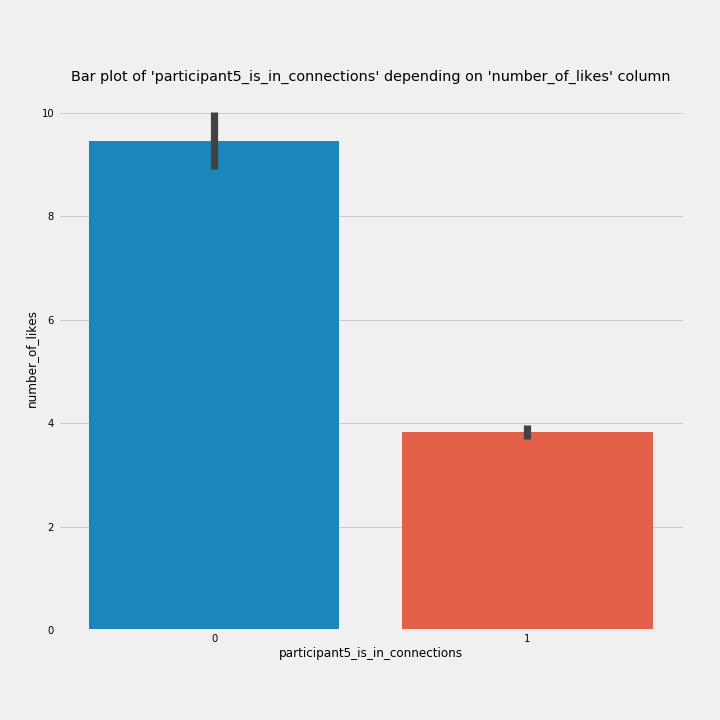 Bar plot of 'participant5_is_in_connections' depending on 'number_of_likes' column
10
8
6
4
2
0
number_of_likes
0
1
participant5_is_in_connections